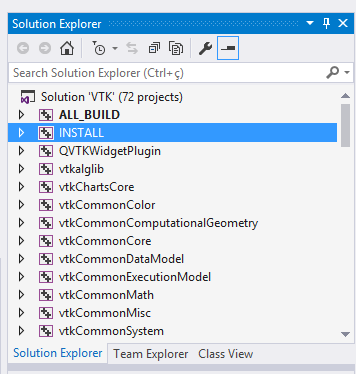 Solution Explorer
Search Solution Explorer (Ctrl+ç)
Solution 'VTK' (72 projects)
ALL_BUILD
INSTALL
QVTKWidgetPlugin
vtkalglib
vtkChartsCore
vtkCommonColor
vtkCommonComputationalGeometry
vtkCommonCore
vtkCommonDataModel
vtkCommonExecutionModel
vtkCommonMath
vtkCommonMisc
vtkCommonSystem
Solution Explorer Team Explorer Class View